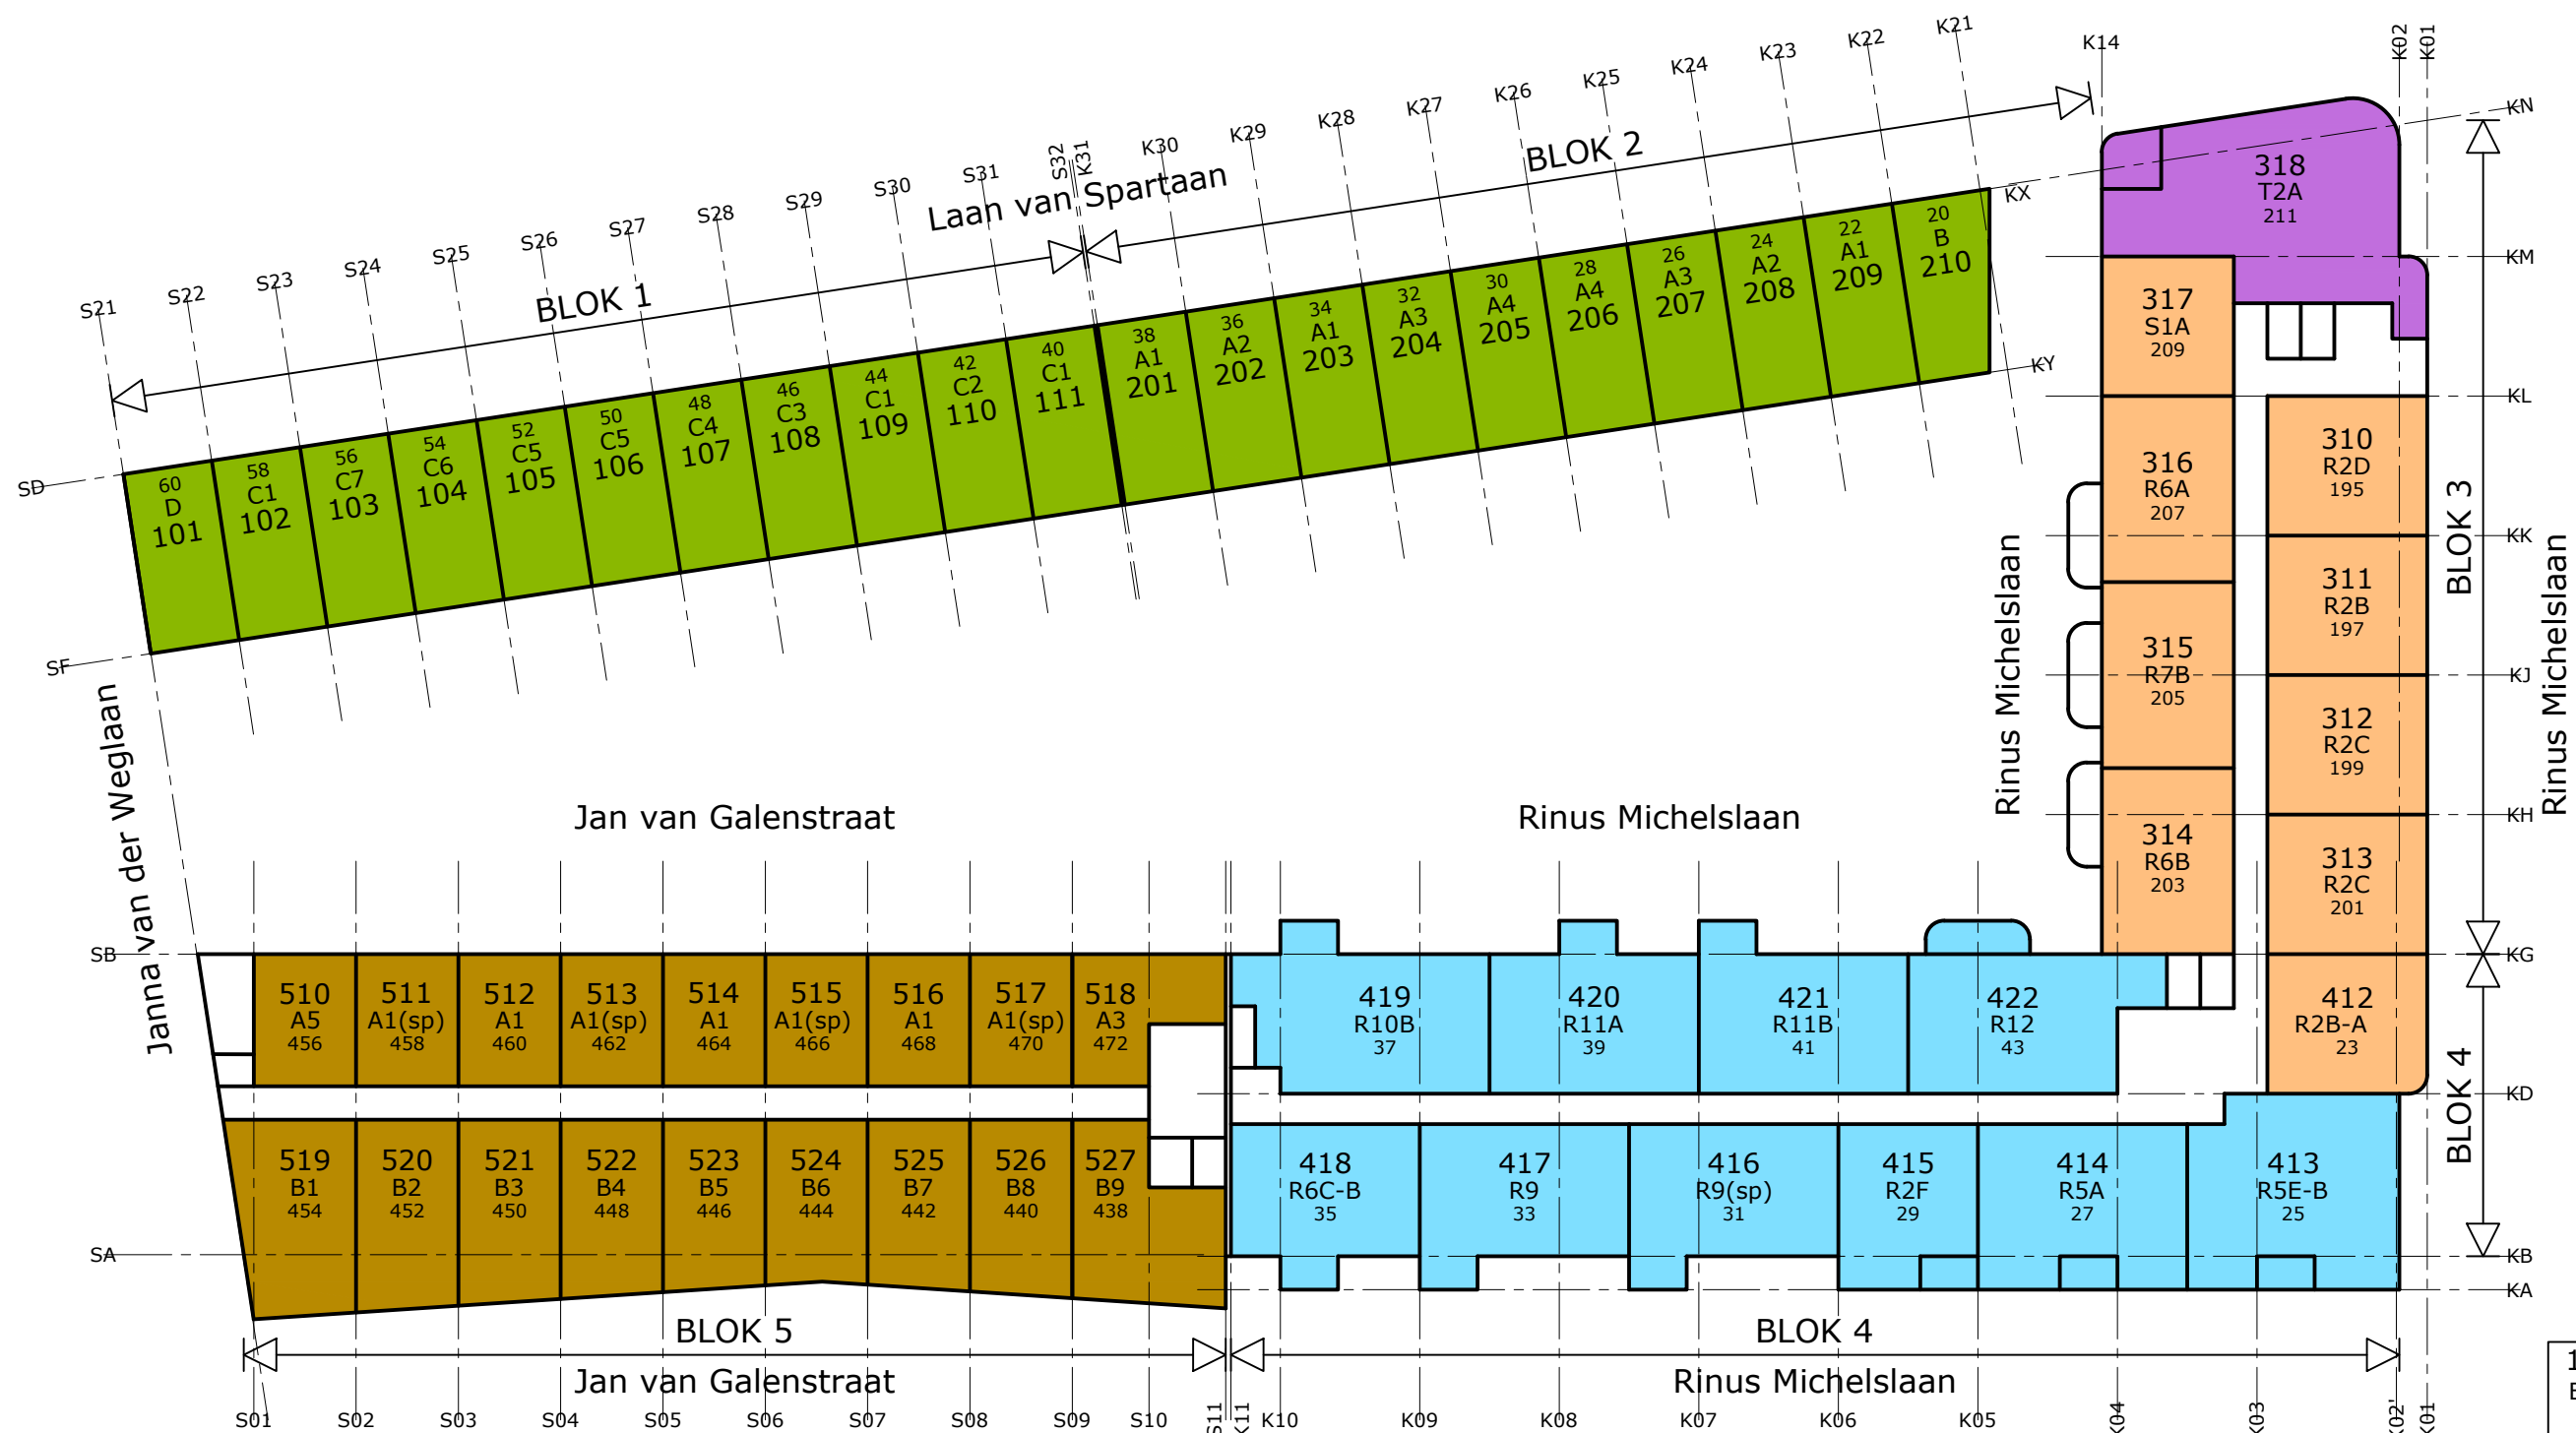 K21
K22
K23
K24
K25
K26
K27
K28
K29
K30
K31
S32
S31
S30
S29
S28
S27
S26
S25
S24
S23
S22
S21
K14
K02
K01
KN
BLOK 2
Laan van Spartaan
BLOK 1
KX
KY
SD
SF
60
D
101
58
C1
102
56
C7
103
54
C6
104
52
C5
105
50
C5
106
48
C4
107
46
C3
108
44
C1
109
42
C2
110
40
C1
111
38
A1
201
36
A2
202
34
A1
203
32
A3
204
30
A4
205
28
A4
206
26
A3
207
24
A2
208
22
A1
209
20
B
210
318
T2A
211
KM
317
S1A
209
KL
316
R6A
207
310
R2D
195
KK
311
R2B
197
BLOK 3
Rinus Michelslaan
Rinus Michelslaan
315
R7B
205
KJ
312
R2C
199
KH
314
R6B
203
313
R2C
201
KG
Janna van der Weglaan
Jan van Galenstraat
Rinus Michelslaan
SB
510
A5
456
511
A1(sp)
458
512
A1
460
513
A1(sp)
462
514
A1
464
515
A1(sp)
466
516
A1
468
517
A1(sp)
470
518
A3
472
419
R10B
37
420
R11A
39
421
R11B
41
422
R12
43
412
R2B-A
23
KD
BLOK 4
519
B1
454
520
B2
452
521
B3
450
522
B4
448
523
B5
446
524
B6
444
525
B7
442
526
B8
440
527
B9
438
418
R6C-B
35
417
R9
33
416
R9(sp)
31
415
R2F
29
414
R5A
27
413
R5E-B
25
SA
KB
KA
BLOK 5
BLOK 4
Jan van Galenstraat
Rinus Michelslaan
S01
S02
S03
S04
S05
S06
S07
S08
S09
S10
S11
K11
K10
K09
K08
K07
K06
K05
K04
K03
K02'
K01